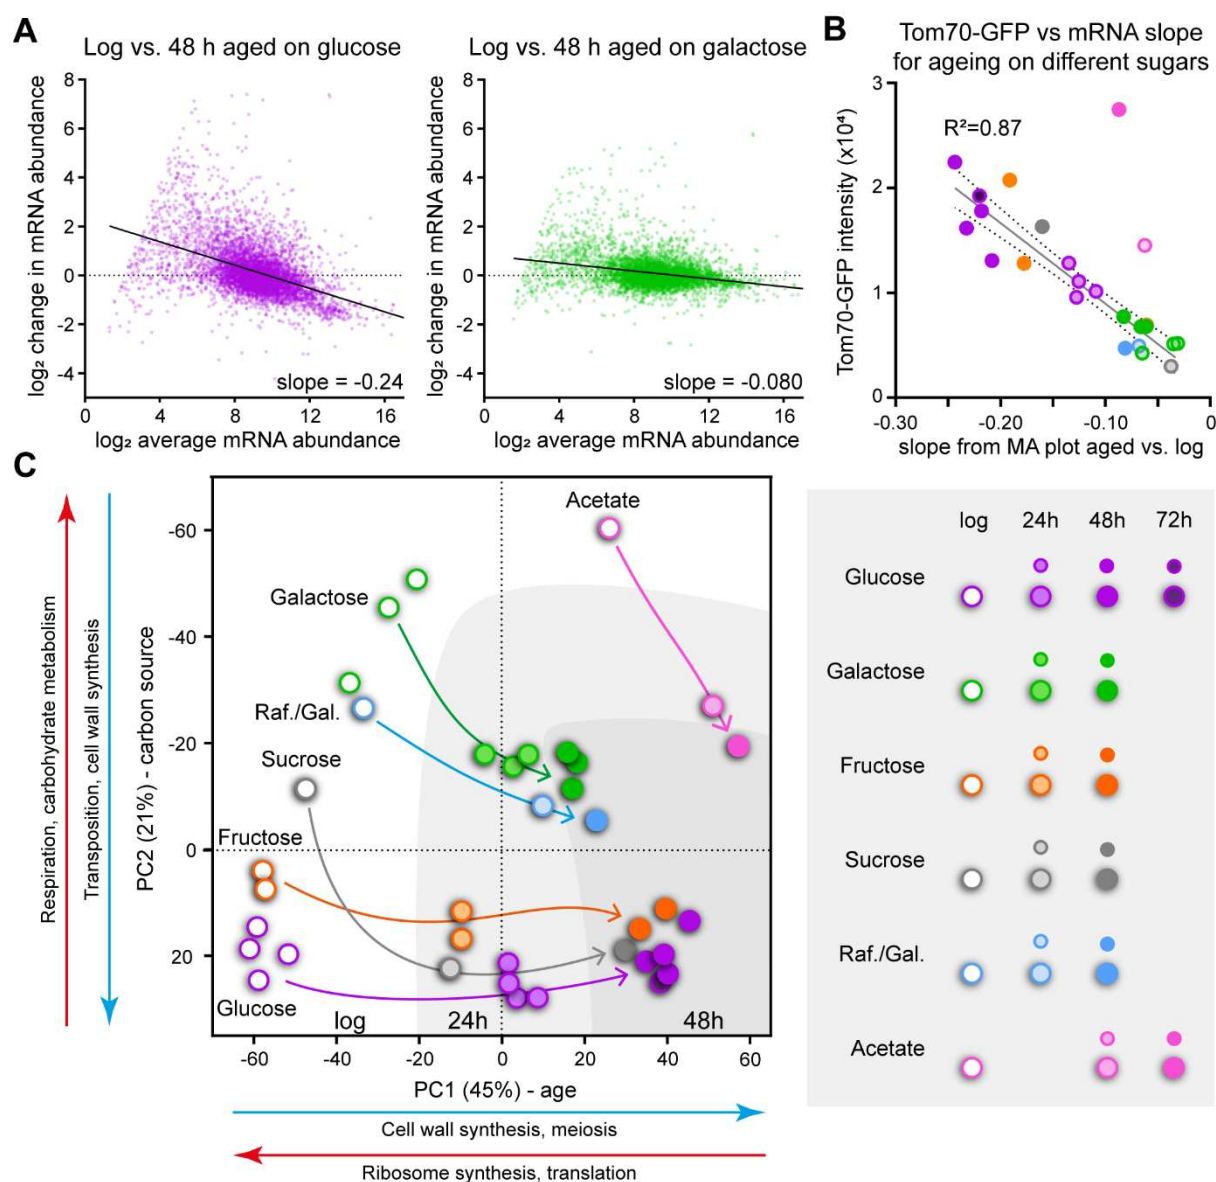 A
Log vs. 48 h aged on glucose
log₂ change in mRNA abundance
8
6
4
2
0
-2
-4
slope = -0.24
0
4
8
12
16
log₂ average mRNA abundance
Log vs. 48 h aged on galactose
log₂ change in mRNA abundance
8
6
4
2
0
-2
-4
slope = -0.080
0
4
8
12
16
log₂ average mRNA abundance
B
Tom70-GFP vs mRNA slope
for ageing on different sugars
Tom70-GFP intensity (x10⁴)
3
2
1
0
R²=0.87
-0.30
-0.20
-0.10
0
slope from MA plot aged vs. log
C
Respiration, carbohydrate metabolism
Transposition, cell wall synthesis
PC2 (21%) - carbon source
-60
-40
-20
0
20
Acetate
Galactose
Raf./Gal.
Sucrose
Fructose
Glucose
log
24h
48h
-60
-40
-20
0
20
40
60
PC1 (45%) - age
Cell wall synthesis, meiosis
Ribosome synthesis, translation
log 24h 48h 72h
Glucose
Galactose
Fructose
Sucrose
Raf./Gal.
Acetate